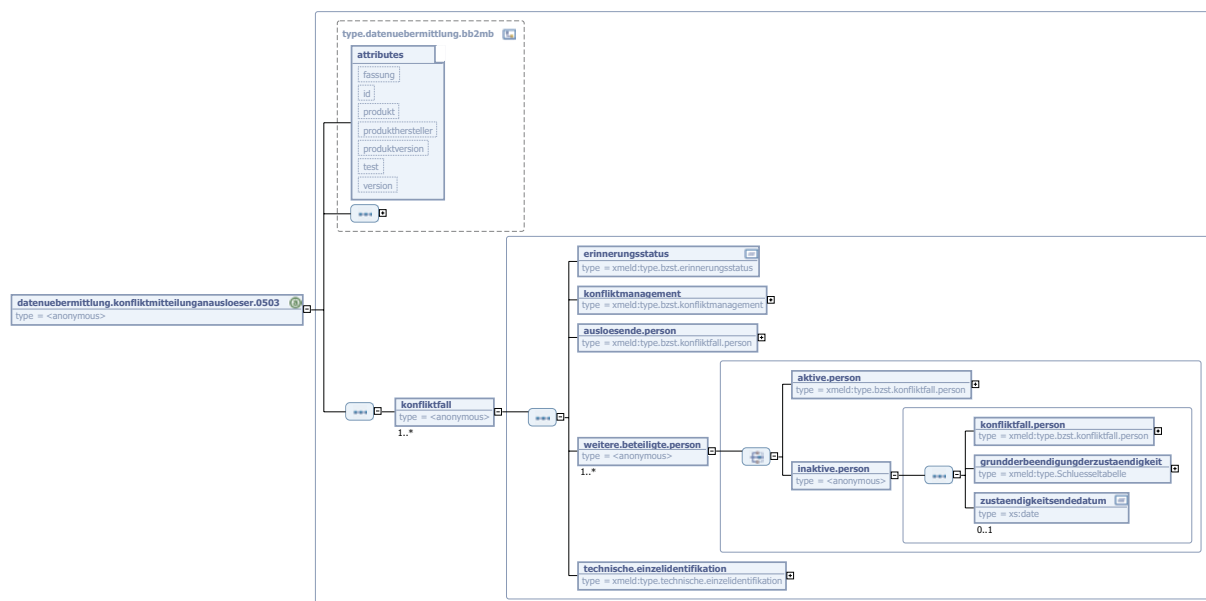 type.datenuebermittlung.bb2mb
attributes
fassung
id
produkt
produkthersteller
produktversion
test
version
datenuebermittlung.konfliktmitteilunganausloeser.0503
type = <anonymous>
konfliktfall
type = <anonymous>
1..*
erinnerungsstatus
type = xmeld:type.bzst.erinnerungsstatus
konfliktmanagement
type = xmeld:type.bzst.konfliktmanagement
ausloesende.person
type = xmeld:type.bzst.konfliktfall.person
weitere.beteiligte.person
type = <anonymous>
1..*
aktive.person
type = xmeld:type.bzst.konfliktfall.person
inaktive.person
type = <anonymous>
konfliktfall.person
type = xmeld:type.bzst.konfliktfall.person
grundderbeendigungderzustaendigkeit
type = xmeld:type.Schluesseltabelle
zustaendigkeitsendedatum
type = xs:date
0..1
technische.einzelidentifikation
type = xmeld:type.technische.einzelidentifikation